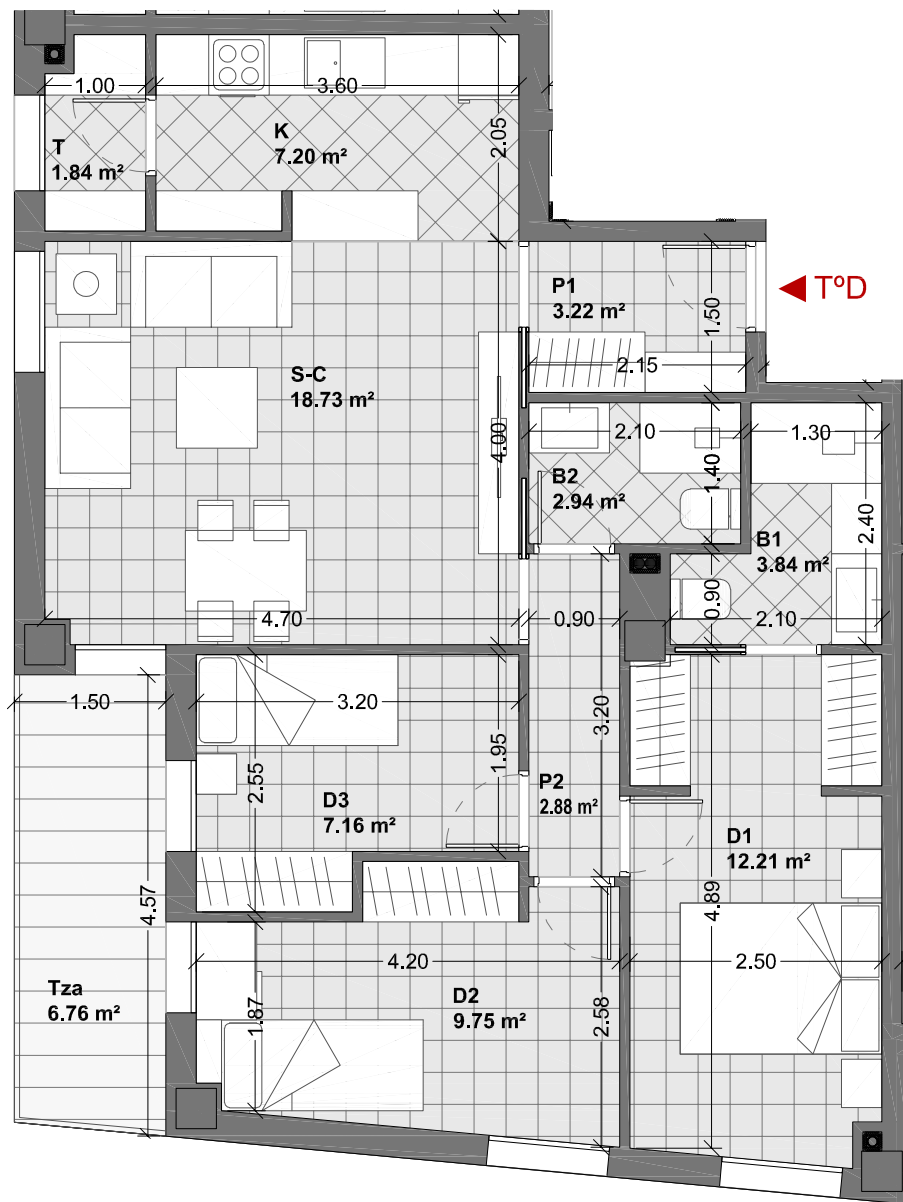 1.00
3.60
K
7.20 m²
T
1.84 m²
2.05
P1
3.22 m²
TºD
1.50
2.15
S-C
18.73 m²
4.00
2.10
1.30
1.40
B2
2.94 m²
2.40
B1
3.84 m²
0.90
4.70
0.90
2.10
1.50
3.20
1.95
3.20
2.55
D3
7.16 m²
P2
2.88 m²
D1
12.21 m²
4.57
4.89
4.20
2.50
Tza
6.76 m²
1.87
D2
9.75 m²
2.58